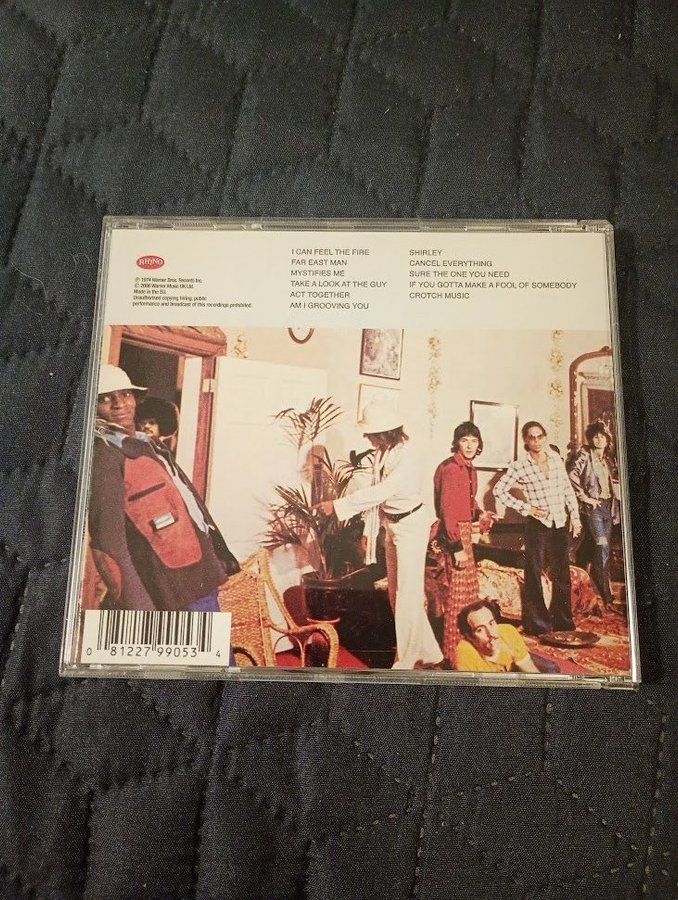 RHINO
℗ 1974 Warner Bros. Records Inc.
© 2006 Warner Music UK Ltd.
Made in the EU.
Unauthorised copying, hiring, public
performance and broadcast of this recordings prohibited.
I CAN FEEL THE FIRE
FAR EAST MAN
MYSTIFIES ME
TAKE A LOOK AT THE GUY
ACT TOGETHER
AM I GROOVING YOU
SHIRLEY
CANCEL EVERYTHING
SURE THE ONE YOU NEED
IF YOU GOTTA MAKE A FOOL OF SOMEBODY
CROTCH MUSIC
0 81227 99053 4